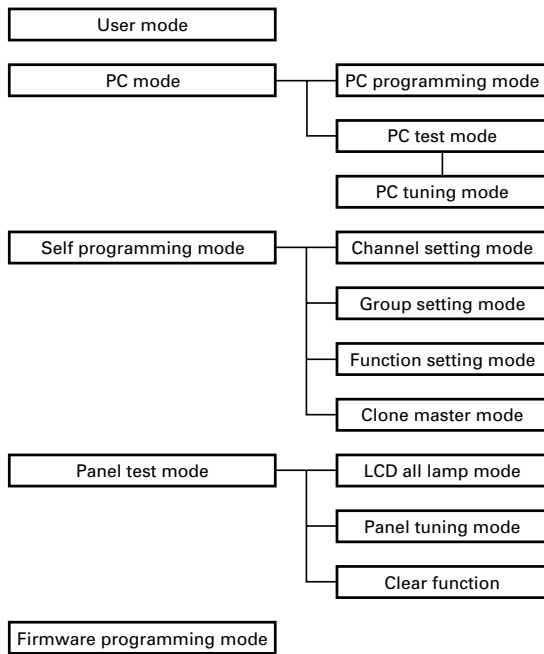 User mode
PC mode
PC programming mode
PC test mode
PC tuning mode
Self programming mode
Channel setting mode
Group setting mode
Function setting mode
Clone master mode
Panel test mode
LCD all lamp mode
Panel tuning mode
Clear function
Firmware programming mode